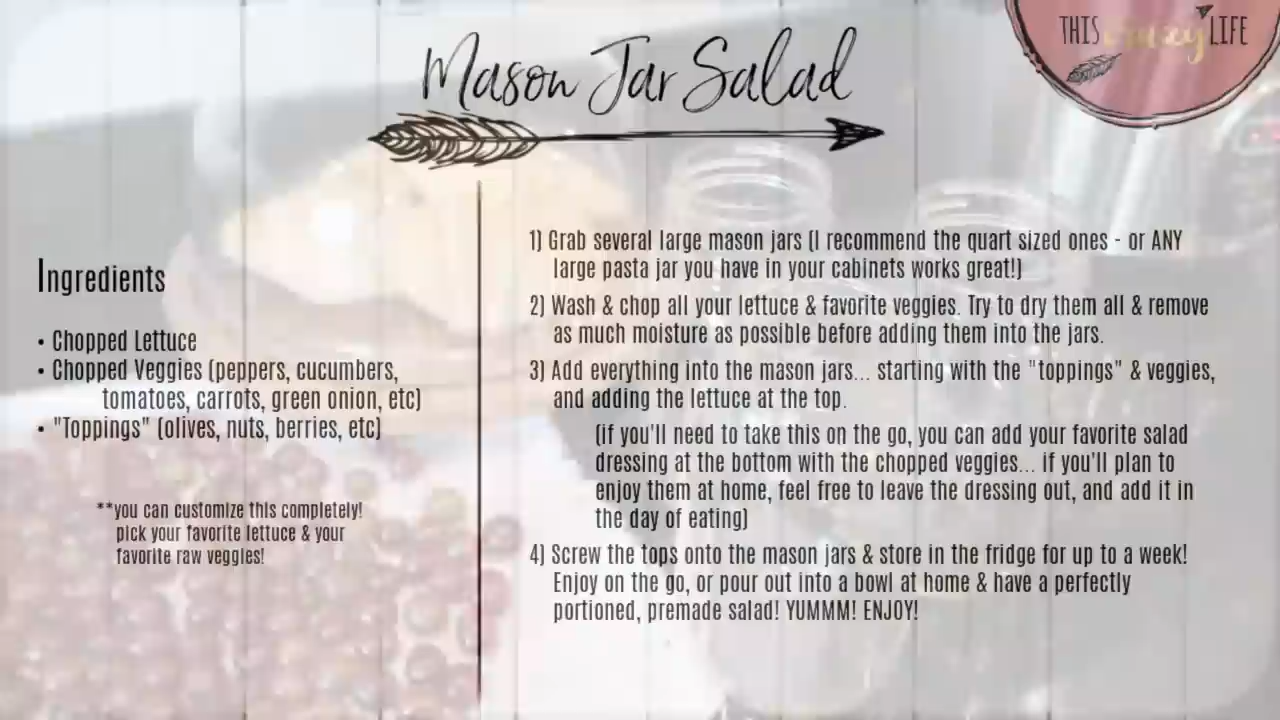 THIS crazy LIFE
Mason Jar Salad
Ingredients
• Chopped Lettuce
• Chopped Veggies (peppers, cucumbers,
tomatoes, carrots, green onion, etc)
• "Toppings" (olives, nuts, berries, etc)
**you can customize this completely!
pick your favorite lettuce & your
favorite raw veggies!
1) Grab several large mason jars (I recommend the quart sized ones - or ANY
large pasta jar you have in your cabinets works great!)
2) Wash & chop all your lettuce & favorite veggies. Try to dry them all & remove
as much moisture as possible before adding them into the jars.
3) Add everything into the mason jars... starting with the "toppings" & veggies,
and adding the lettuce at the top.
(if you'll need to take this on the go, you can add your favorite salad
dressing at the bottom with the chopped veggies... if you'll plan to
enjoy them at home, feel free to leave the dressing out, and add it in
the day of eating)
4) Screw the tops onto the mason jars & store in the fridge for up to a week!
Enjoy on the go, or pour out into a bowl at home & have a perfectly
portioned, premade salad! YUMMM! ENJOY!